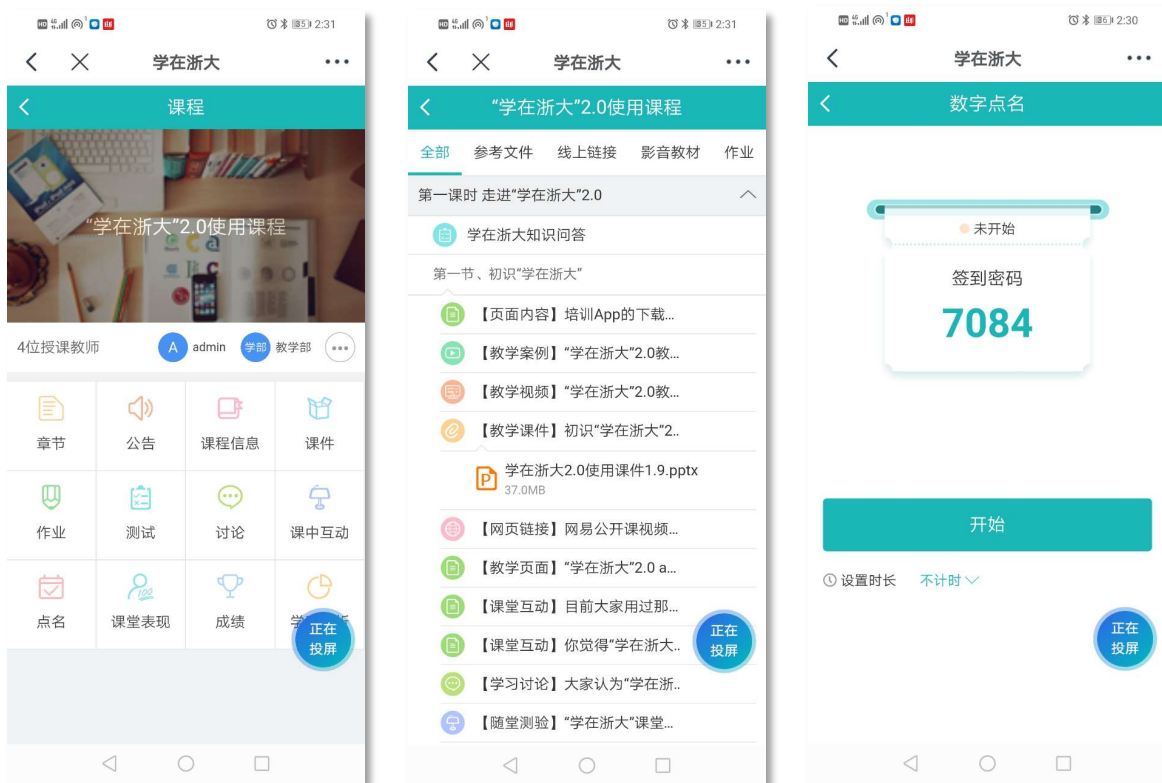 2:31
学在浙大
课程
“学在浙大”2.0使用课程
4位授课教师
A admin 学部 教学部
章节 公告 课程信息 课件
作业 测试 讨论 课中互动
点名 课堂表现 成绩
正在
投屏
2:31
学在浙大
“学在浙大”2.0使用课程
全部 参考文件 线上链接 影音教材 作业
第一课时 走进“学在浙大”2.0
学在浙大知识问答
第一节、初识“学在浙大”
【页面内容】培训App的下载...
【教学案例】“学在浙大”2.0教...
【教学视频】“学在浙大”2.0教...
【教学课件】初识“学在浙大”2..
学在浙大2.0使用课件1.9.pptx
37.0MB
【网页链接】网易公开课视频...
【教学页面】“学在浙大”2.0 a...
【课堂互动】目前大家用过那...
【课堂互动】你觉得“学在浙大..
【学习讨论】大家认为“学在浙..
【随堂测验】“学在浙大”课堂...
正在
投屏
2:30
学在浙大
数字点名
未开始
签到密码
7084
开始
设置时长 不计时
正在
投屏